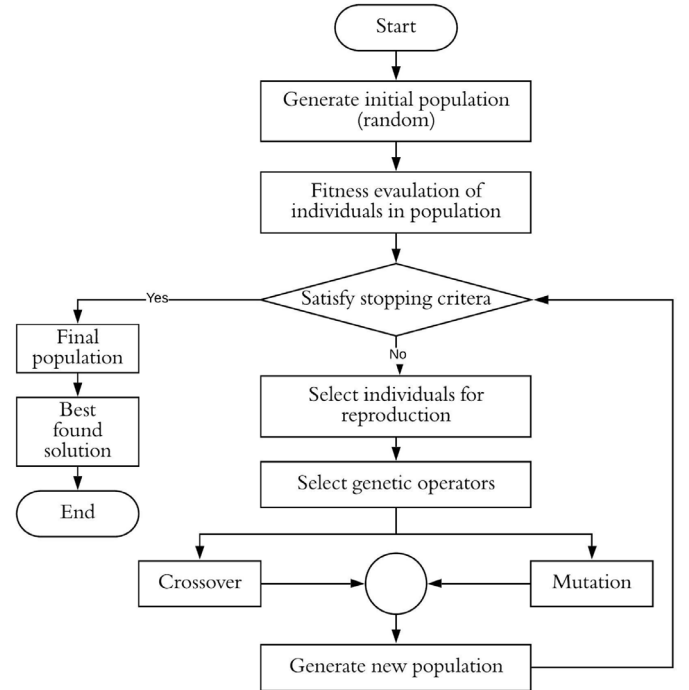 Start
Generate initial population
(random)
Fitness evaulation of
individuals in population
Satisfy stopping critera
Yes
No
Final
population
Best
found
solution
End
Select individuals for
reproduction
Select genetic operators
Crossover
Mutation
Generate new population